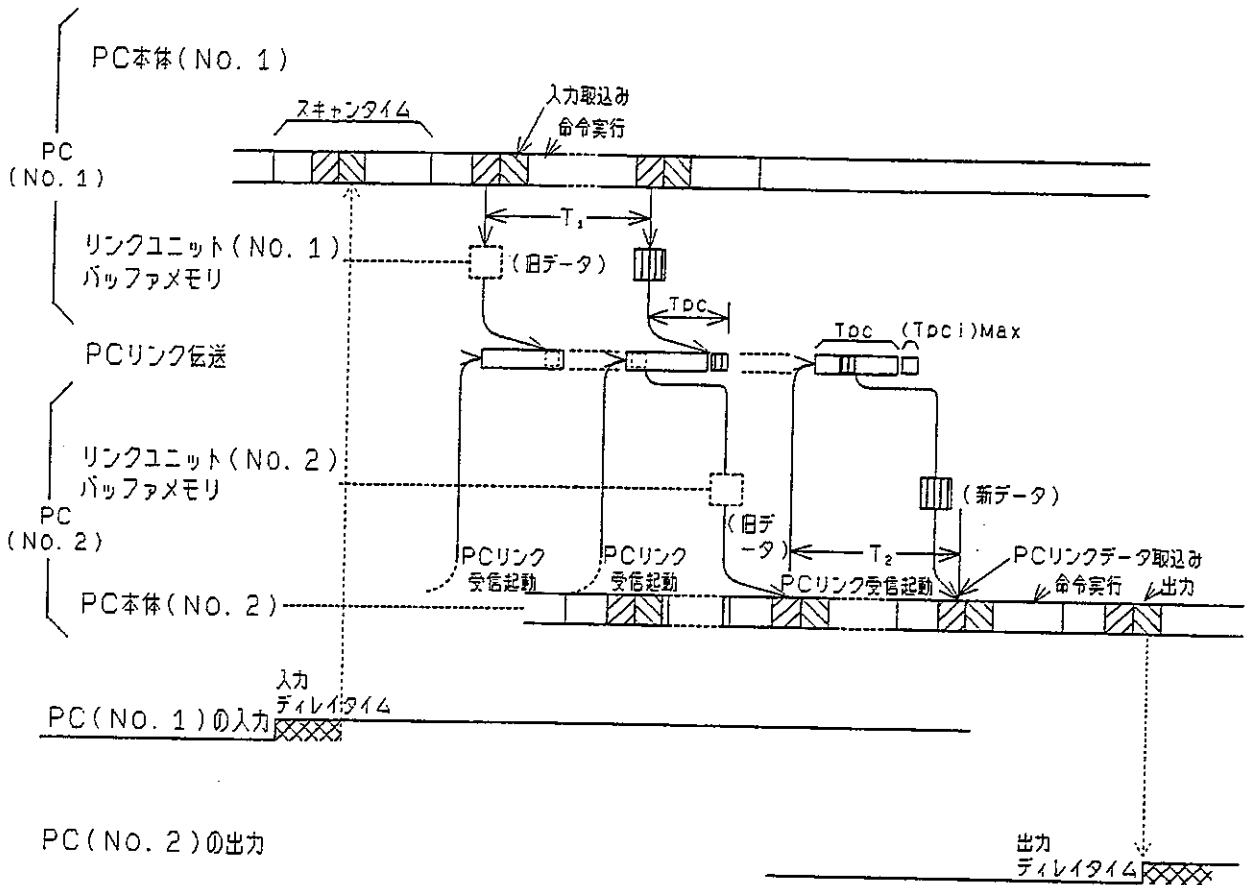 PC本体(NO. 1)
スキャンタイム
入力取込み
命令実行
PC
(NO. 1)
T₁
リンクユニット(NO. 1)
バッファメモリ
(旧データ)
Tpc
PCリンク伝送
Tpc
(Tpci)Max
リンクユニット(NO. 2)
バッファメモリ
(新データ)
(旧デ
ータ)
PC
(NO. 2)
T₂
PCリンク
受信起動
PCリンク
受信起動
PCリンク受信起動
PCリンクデータ取込み
命令実行
出力
PC本体(NO. 2)
入力
ディレイタイム
PC(NO. 1)の入力
PC(NO. 2)の出力
出力
ディレイタイム